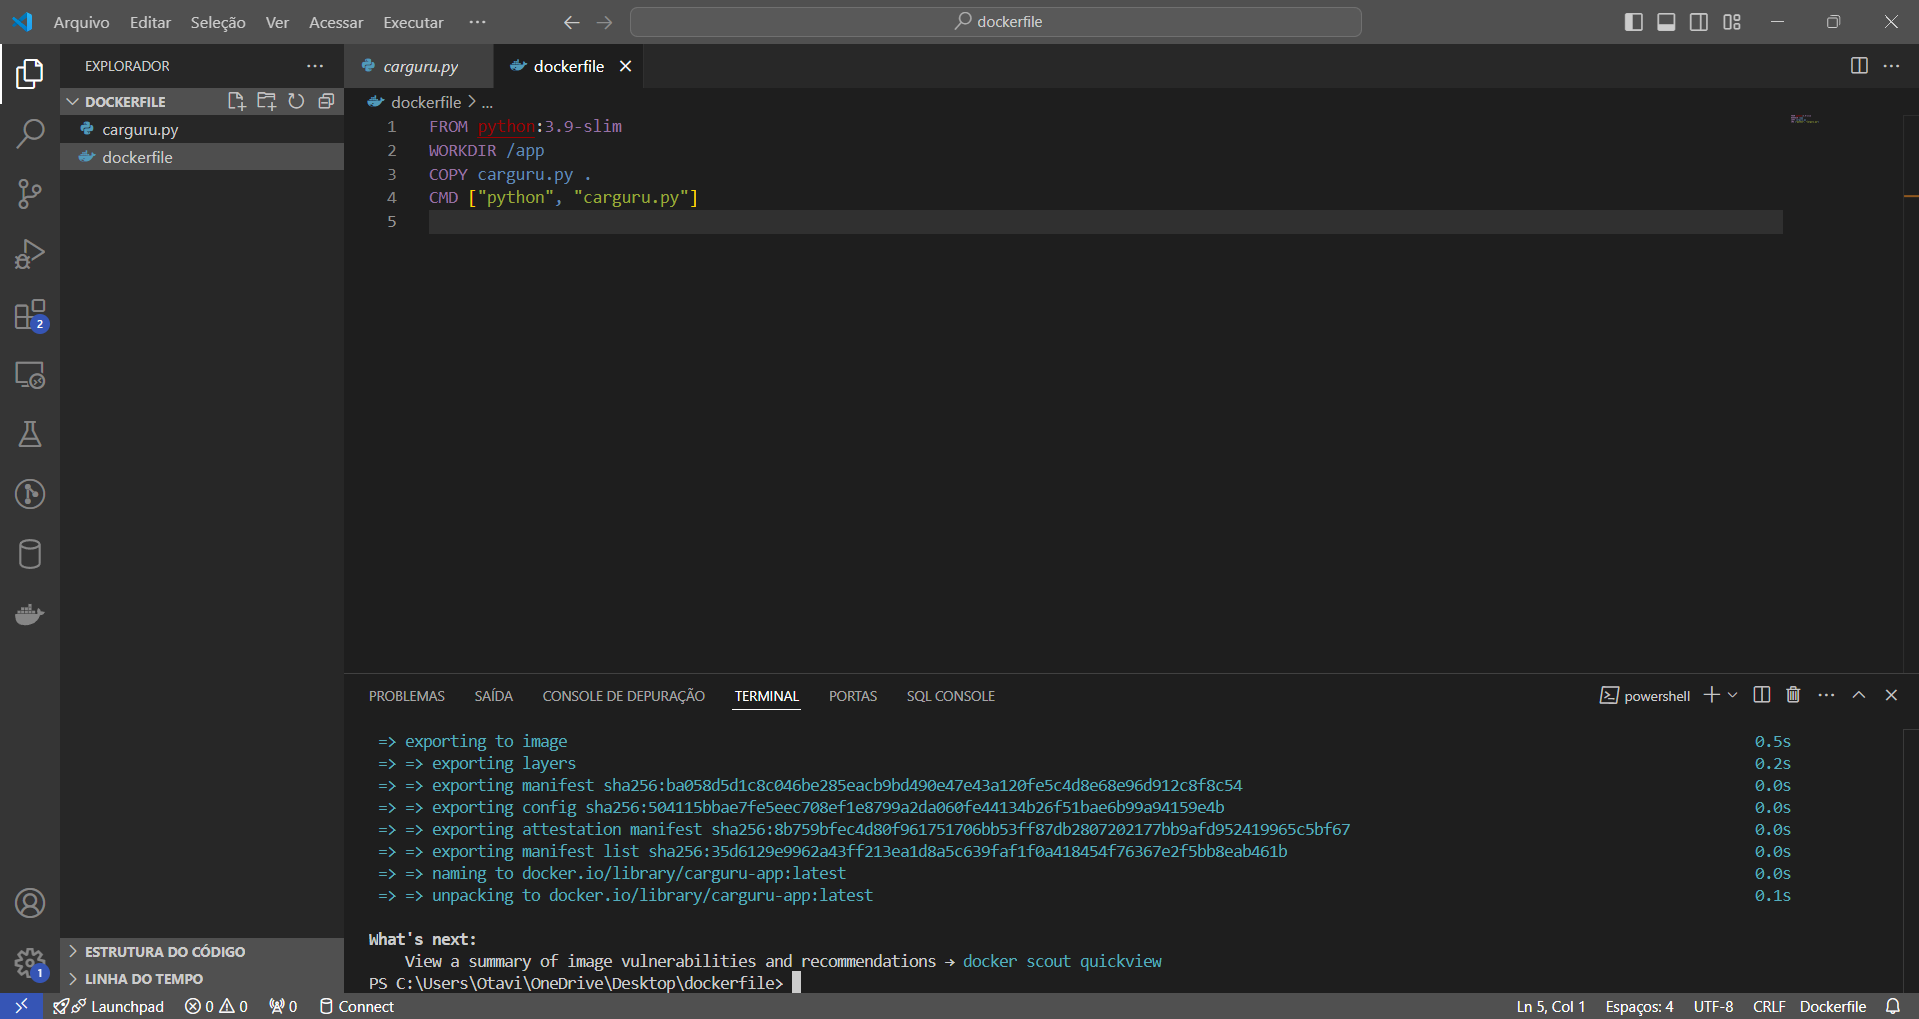 Arquivo Editar Seleção Ver Acessar Executar ··· dockerfile
EXPLORADOR ···
DOCKERFILE
carguru.py
dockerfile
ESTRUTURA DO CÓDIGO
LINHA DO TEMPO
2
1
carguru.py dockerfile
dockerfile > ...
1 FROM python:3.9-slim
2 WORKDIR /app
3 COPY carguru.py .
4 CMD ["python", "carguru.py"]
5
PROBLEMAS SAÍDA CONSOLE DE DEPURAÇÃO TERMINAL PORTAS SQL CONSOLE powershell
=> exporting to image 0.5s
=> => exporting layers 0.2s
=> => exporting manifest sha256:ba058d5d1c8c046be285eacb9bd490e47e43a120fe5c4d8e68e96d912c8f8c54 0.0s
=> => exporting config sha256:504115bbae7fe5eec708ef1e8799a2da060fe44134b26f51bae6b99a94159e4b 0.0s
=> => exporting attestation manifest sha256:8b759bfec4d80f961751706bb53ff87db2807202177bb9afd952419965c5bf67 0.0s
=> => exporting manifest list sha256:35d6129e9962a43ff213ea1d8a5c639faf1f0a418454f76367e2f5bb8eab461b 0.0s
=> => naming to docker.io/library/carguru-app:latest 0.0s
=> => unpacking to docker.io/library/carguru-app:latest 0.1s
What's next:
View a summary of image vulnerabilities and recommendations → docker scout quickview
PS C:\Users\Otavi\OneDrive\Desktop\dockerfile>
Launchpad 0 0 0 Connect Ln 5, Col 1 Espaços: 4 UTF-8 CRLF Dockerfile